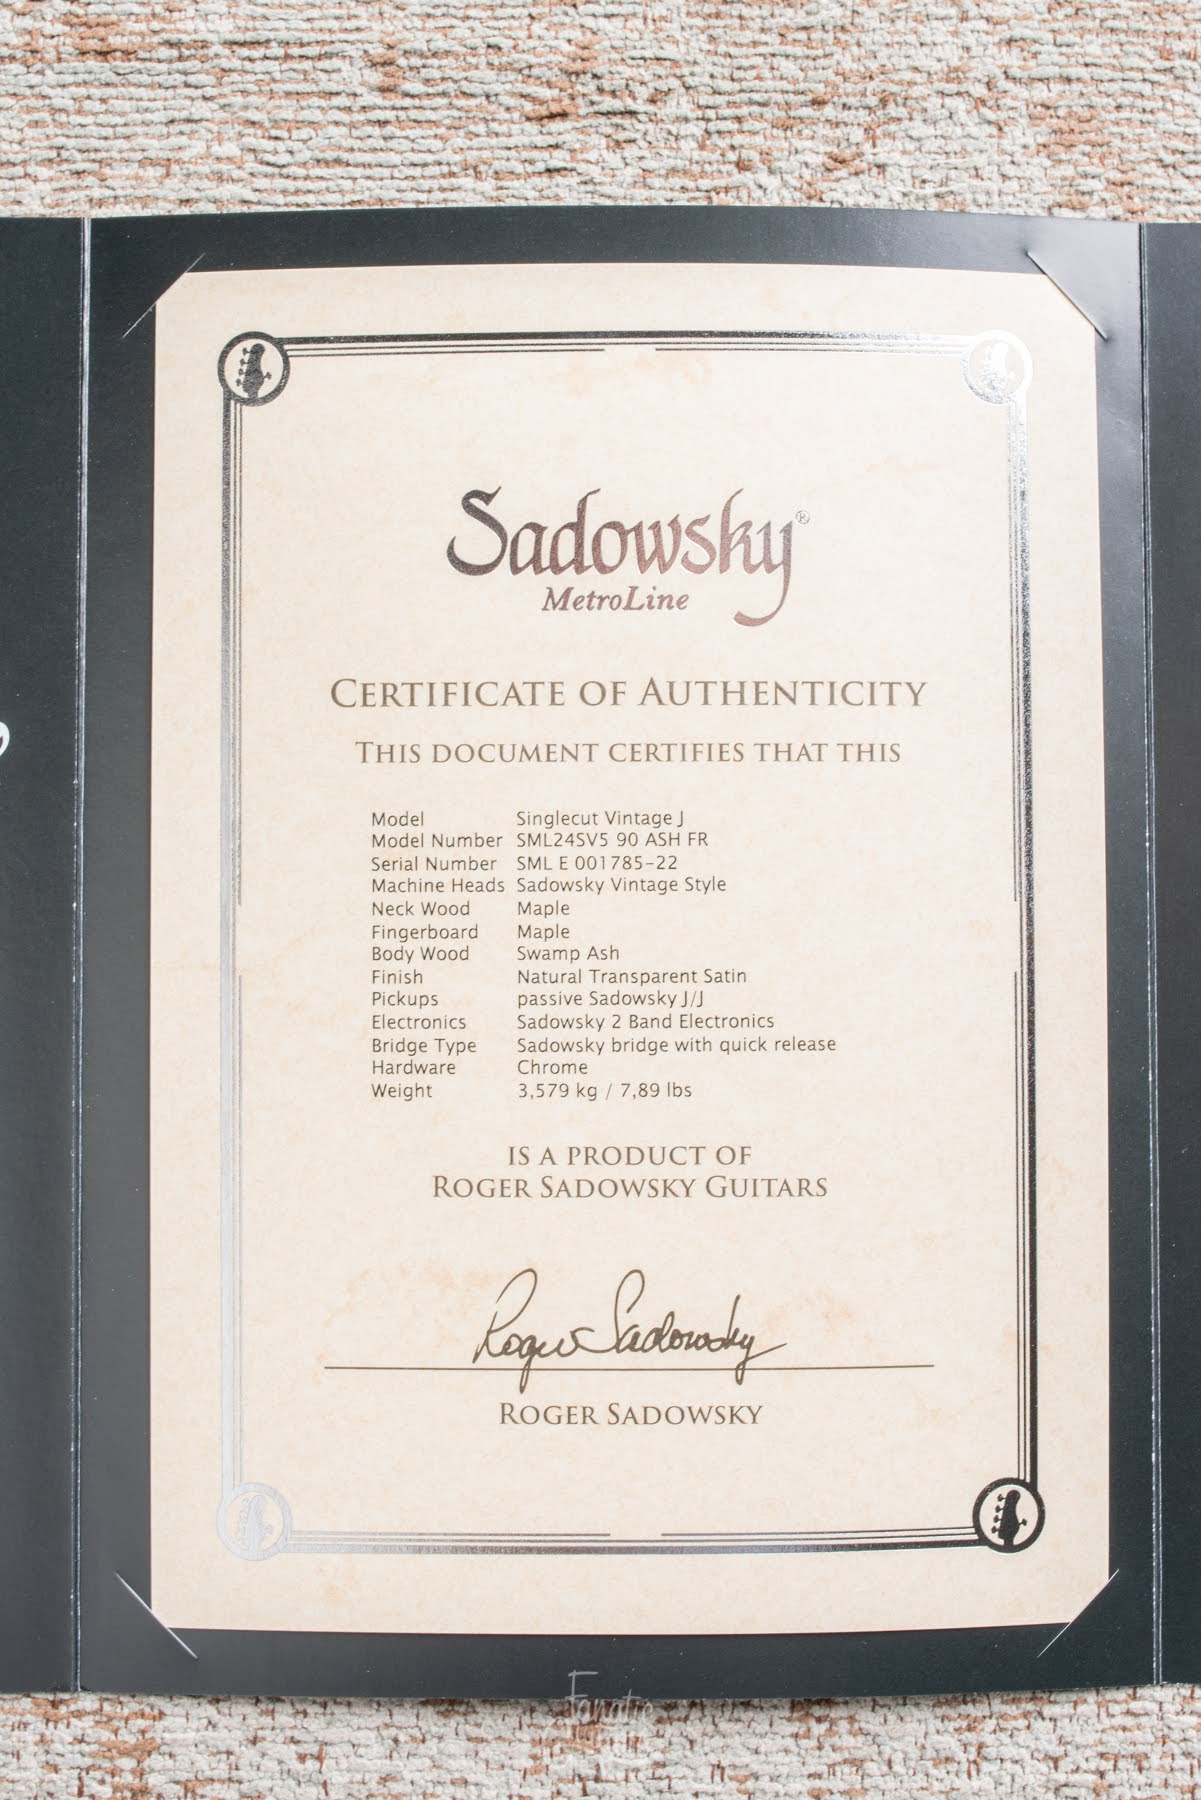 Sadowsky®
MetroLine
CERTIFICATE OF AUTHENTICITY
THIS DOCUMENT CERTIFIES THAT THIS
Model Singlecut Vintage J
Model Number SML24SV5 90 ASH FR
Serial Number SML E 001785-22
Machine Heads Sadowsky Vintage Style
Neck Wood Maple
Fingerboard Maple
Body Wood Swamp Ash
Finish Natural Transparent Satin
Pickups passive Sadowsky J/J
Electronics Sadowsky 2 Band Electronics
Bridge Type Sadowsky bridge with quick release
Hardware Chrome
Weight 3,579 kg / 7,89 lbs
IS A PRODUCT OF
ROGER SADOWSKY GUITARS
Roger Sadowsky
ROGER SADOWSKY
Fanatic